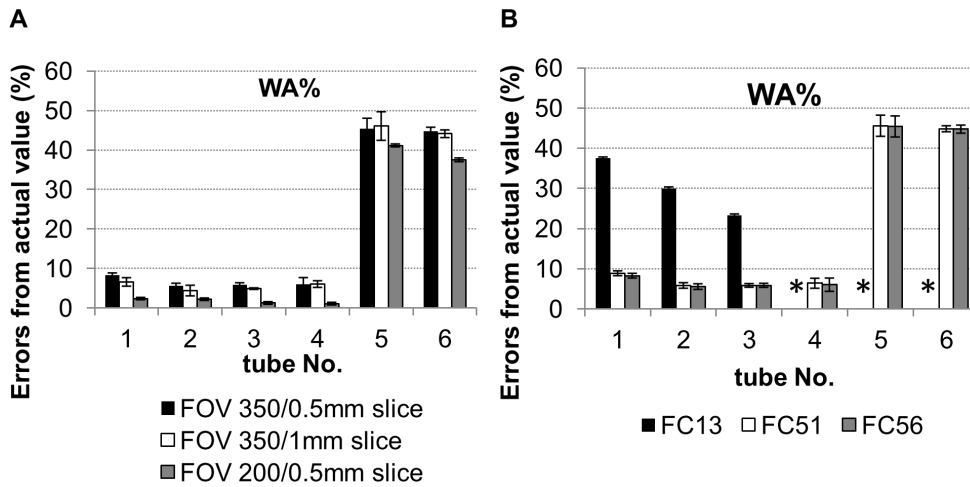 A
Errors from actual value (%)
60
50
40
30
20
10
0
WA%
1 2 3 4 5 6
tube No.
FOV 350/0.5mm slice
FOV 350/1mm slice
FOV 200/0.5mm slice
B
Errors from actual value (%)
60
50
40
30
20
10
0
WA%
* * *
1 2 3 4 5 6
tube No.
FC13 FC51 FC56